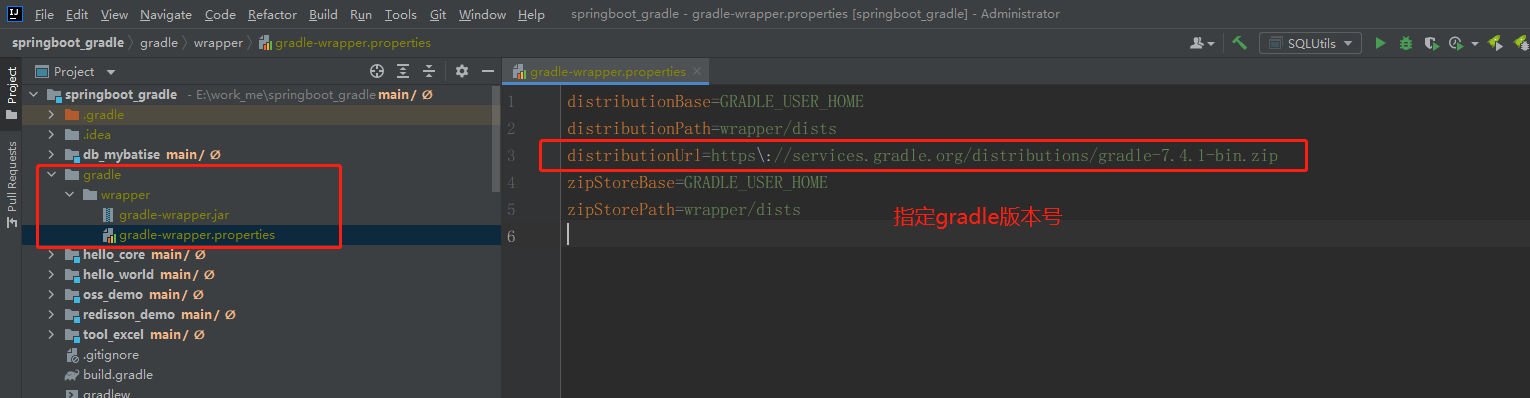 File Edit View Navigate Code Refactor Build Run Tools Git Window Help springboot_gradle - gradle-wrapper.properties [springboot_gradle] - Administrator
springboot_gradle gradle wrapper gradle-wrapper.properties SQLUtils
Project
Project
gradle-wrapper.properties
springboot_gradle - E:\work_me\springboot_gradle main / Ø
.gradle
.idea
db_mybatise main / Ø
gradle
wrapper
gradle-wrapper.jar
gradle-wrapper.properties
hello_core main / Ø
hello_world main / Ø
oss_demo main / Ø
redisson_demo main / Ø
tool_excel main / Ø
.gitignore
build.gradle
gradlew
Pull Requests
1 distributionBase=GRADLE_USER_HOME
2 distributionPath=wrapper/dists
3 distributionUrl=https\://services.gradle.org/distributions/gradle-7.4.1-bin.zip
4 zipStoreBase=GRADLE_USER_HOME
5 zipStorePath=wrapper/dists
6
指定gradle版本号